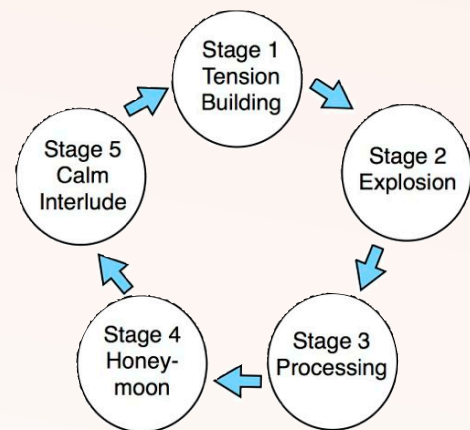 Stage 1
Tension
Building
Stage 2
Explosion
Stage 3
Processing
Stage 4
Honey-
moon
Stage 5
Calm
Interlude